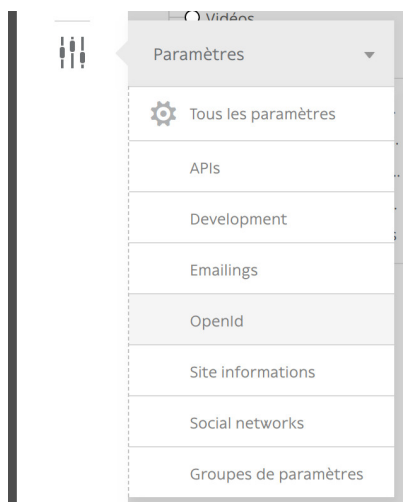 Vidéos
Paramètres
Tous les paramètres
APIs
Development
Emailings
OpenId
Site informations
Social networks
Groupes de paramètres